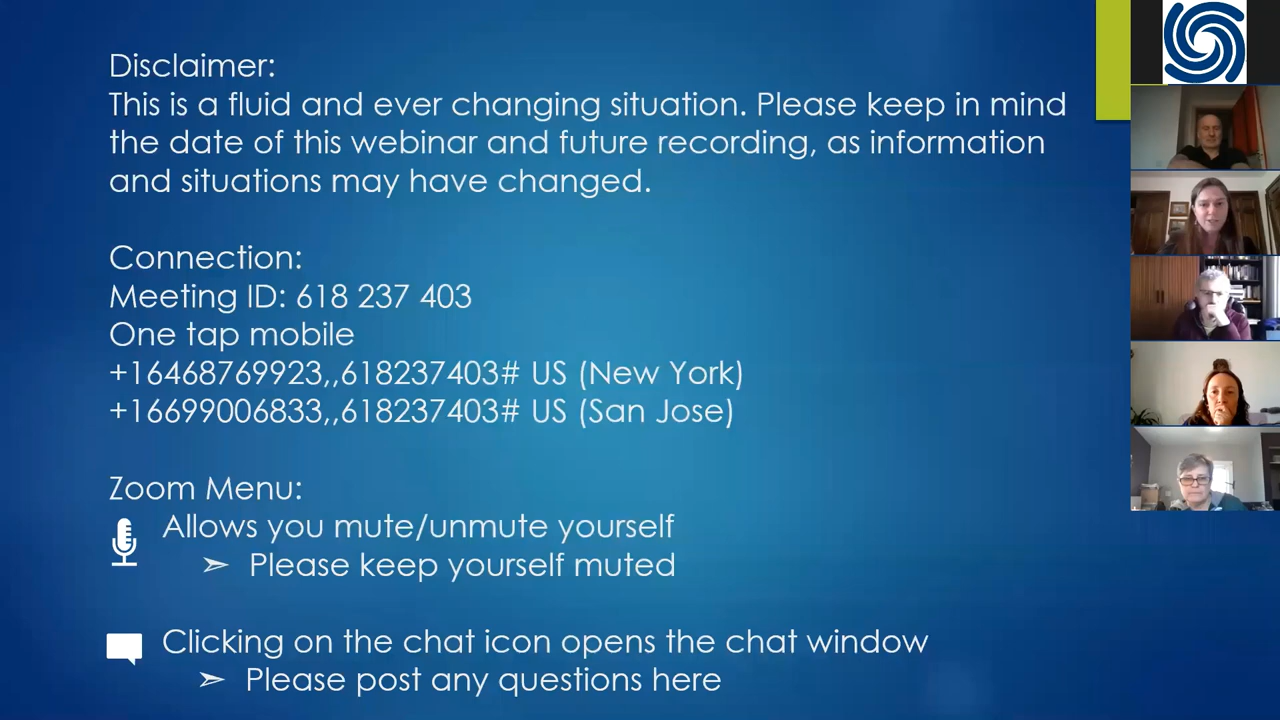 Disclaimer:
This is a fluid and ever changing situation. Please keep in mind
the date of this webinar and future recording, as information
and situations may have changed.
Connection:
Meeting ID: 618 237 403
One tap mobile
+16468769923,,618237403# US (New York)
+16699006833,,618237403# US (San Jose)
Zoom Menu:
Allows you mute/unmute yourself
➢ Please keep yourself muted
Clicking on the chat icon opens the chat window
➢ Please post any questions here